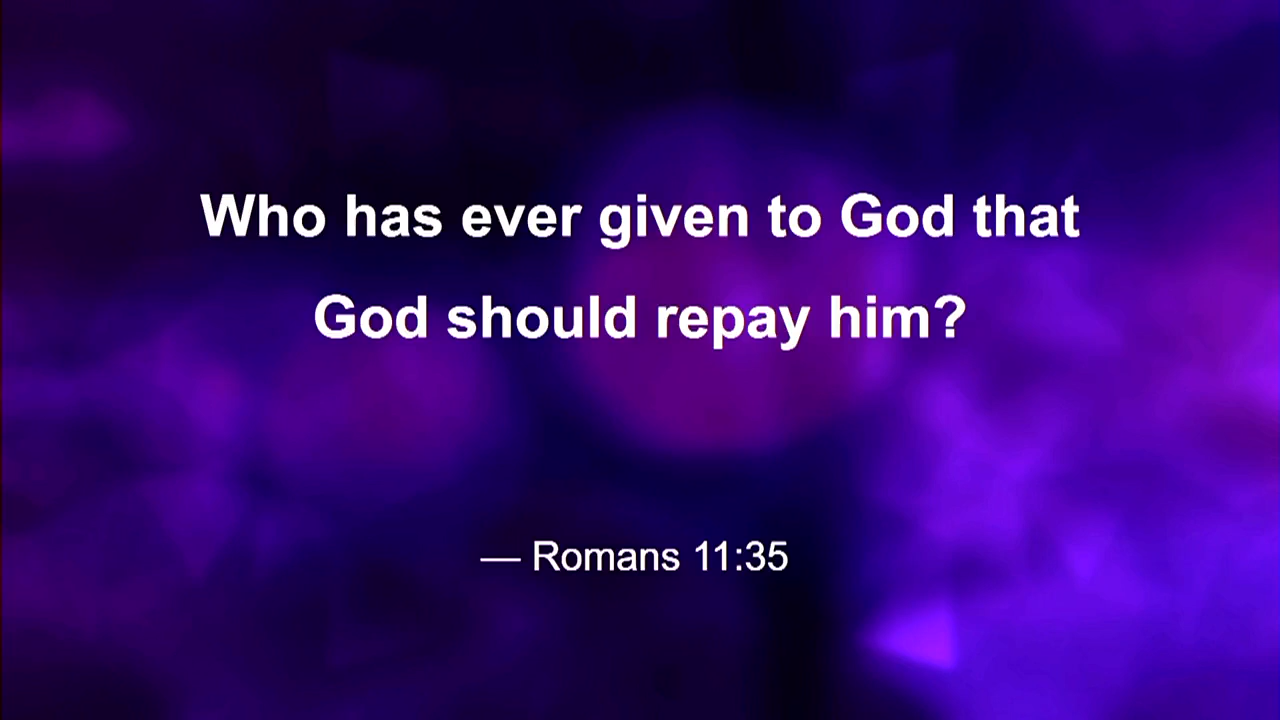 Who has ever given to God that
God should repay him?
— Romans 11:35